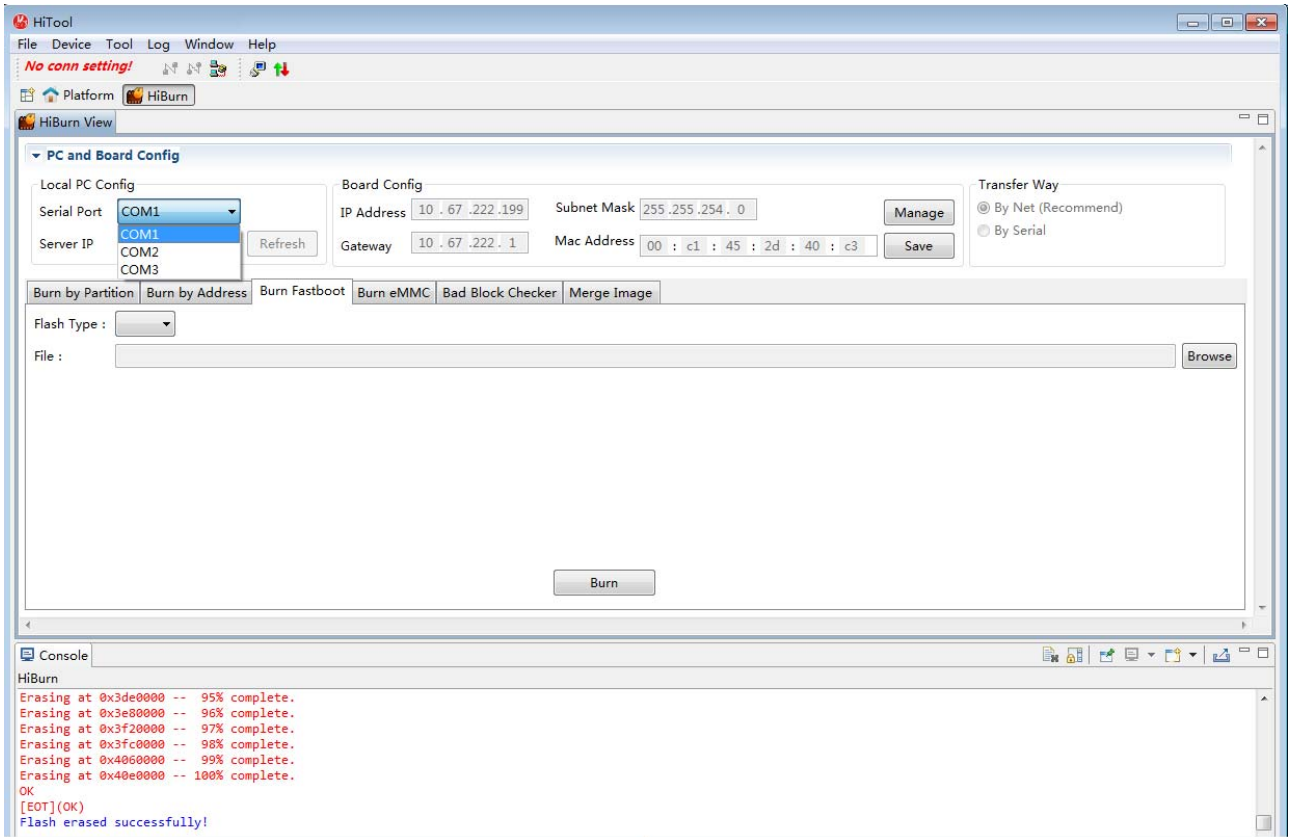 HiTool
File Device Tool Log Window Help
No conn setting!
Platform HiBurn
HiBurn View
PC and Board Config
Local PC Config
Serial Port COM1
COM1
COM2
COM3
Server IP Refresh
Board Config
IP Address 10 . 67 .222 .199 Subnet Mask 255 .255 .254 . 0 Manage
Gateway 10 . 67 .222 . 1 Mac Address 00 : c1 : 45 : 2d : 40 : c3 Save
Transfer Way
By Net (Recommend)
By Serial
Burn by Partition Burn by Address Burn Fastboot Burn eMMC Bad Block Checker Merge Image
Flash Type :
File : Browse
Burn
Console
HiBurn
Erasing at 0x3de0000 -- 95% complete.
Erasing at 0x3e80000 -- 96% complete.
Erasing at 0x3f20000 -- 97% complete.
Erasing at 0x3fc0000 -- 98% complete.
Erasing at 0x4060000 -- 99% complete.
Erasing at 0x40e0000 -- 100% complete.
OK
[EOT](OK)
Flash erased successfully!